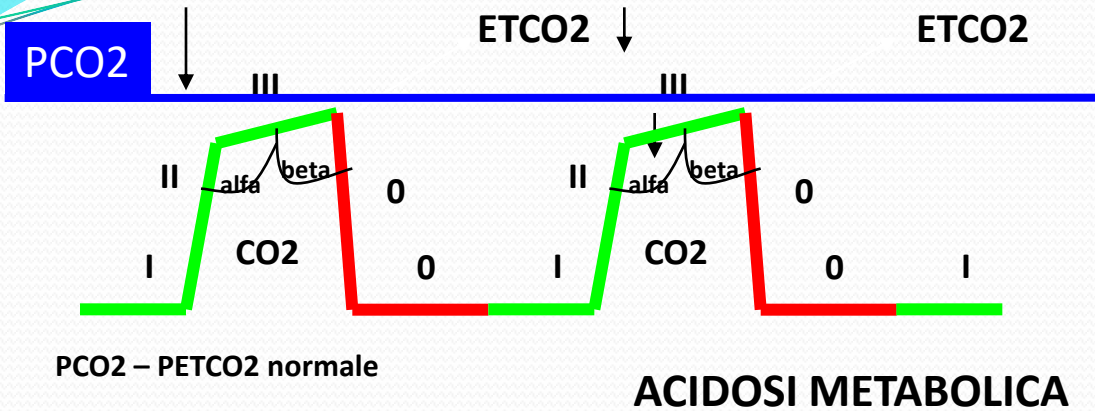 ETCO2 ETCO2
PCO2
III III
II alfa beta 0 II alfa beta 0
I CO2 0 I CO2 0 I
PCO2 – PETCO2 normale
ACIDOSI METABOLICA